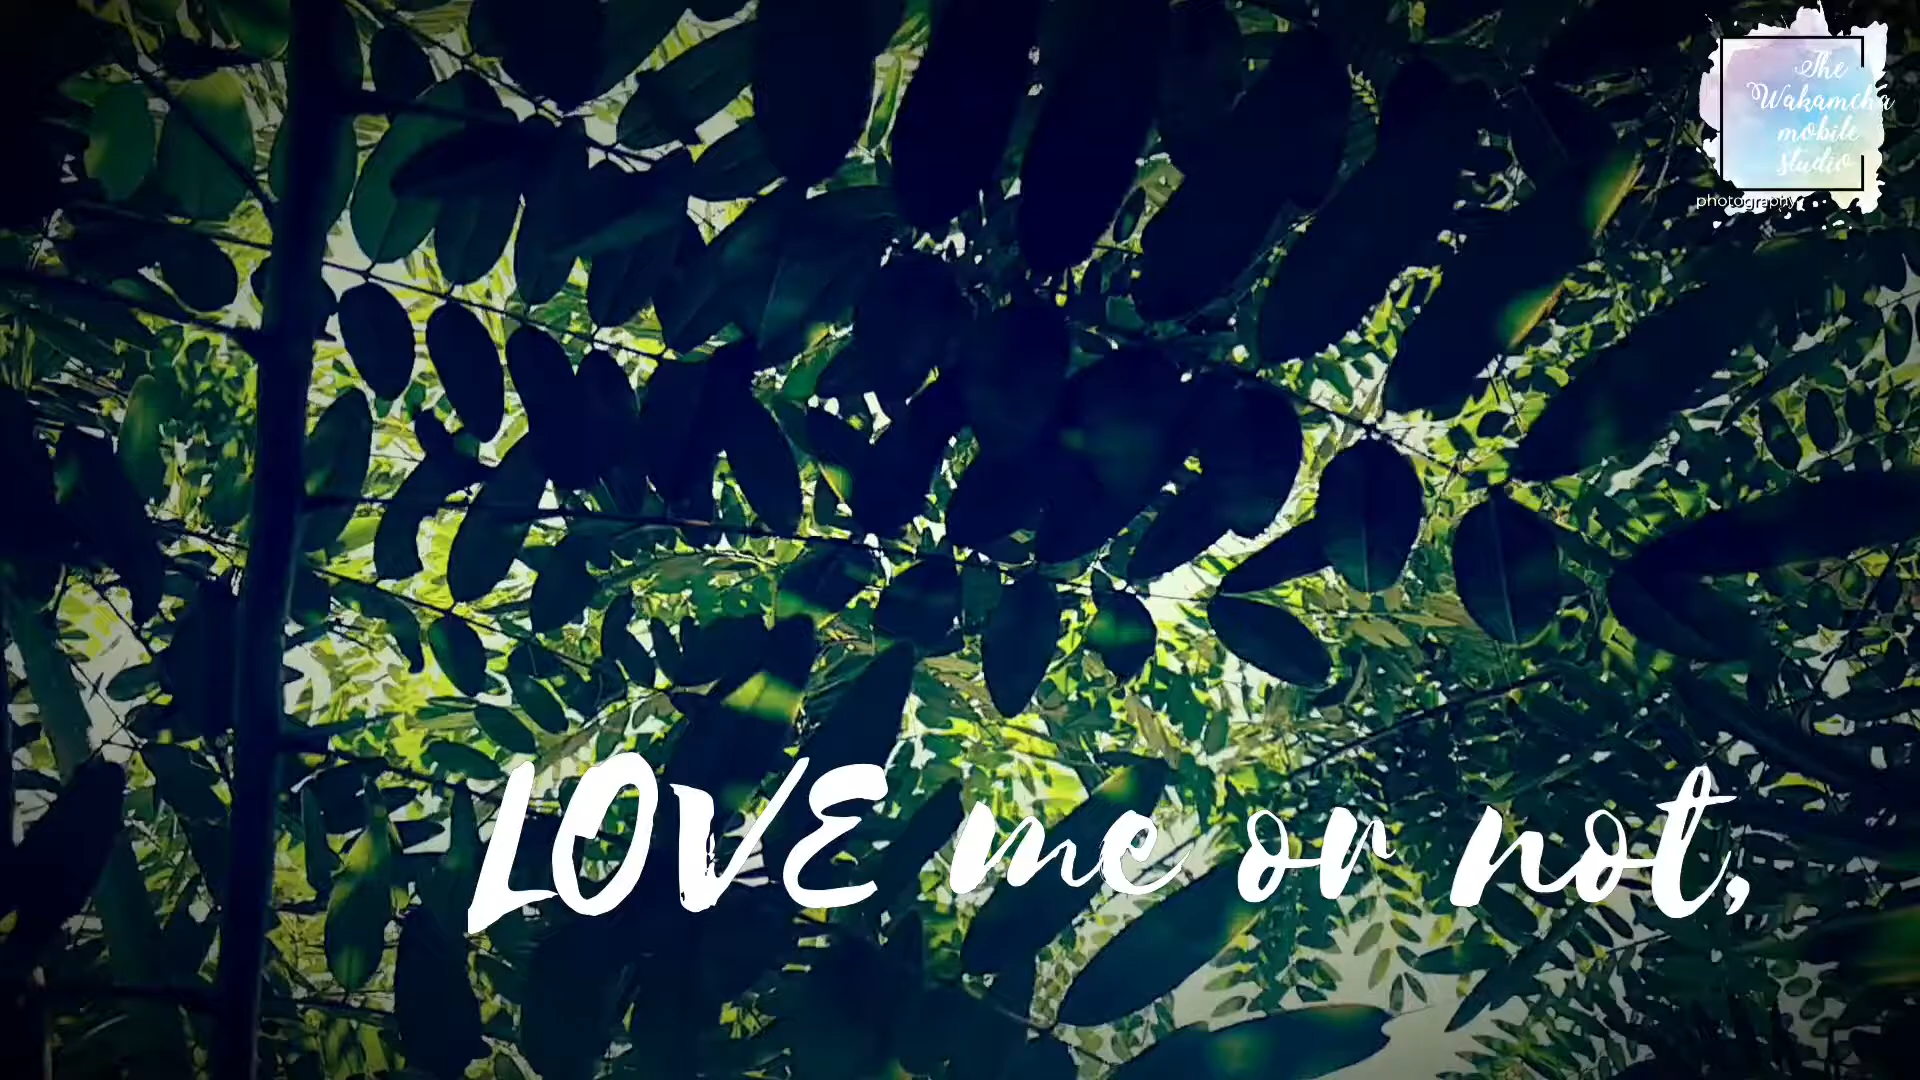 The
Wakamcha
mobile
studio
photography
LOVE me or not,